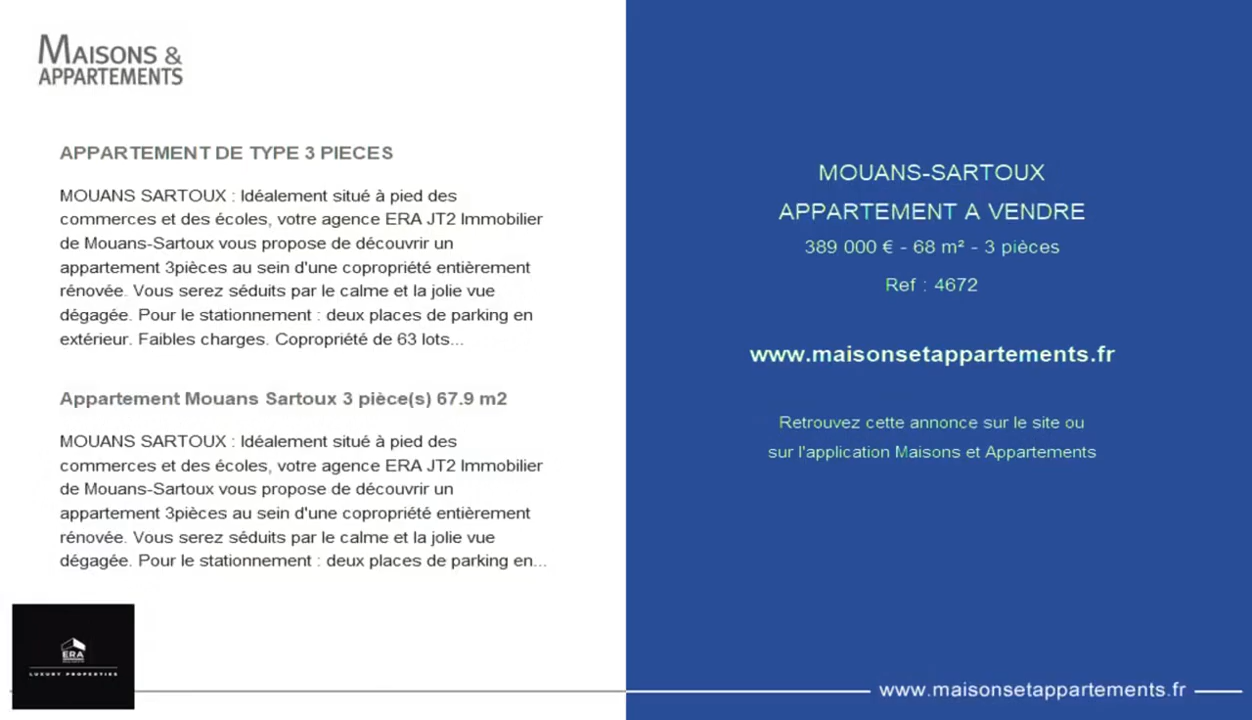 MAISONS &
APPARTEMENTS
APPARTEMENT DE TYPE 3 PIECES
MOUANS SARTOUX : Idéalement situé à pied des
commerces et des écoles, votre agence ERA JT2 Immobilier
de Mouans-Sartoux vous propose de découvrir un
appartement 3pièces au sein d'une copropriété entièrement
rénovée. Vous serez séduits par le calme et la jolie vue
dégagée. Pour le stationnement : deux places de parking en
extérieur. Faibles charges. Copropriété de 63 lots...
Appartement Mouans Sartoux 3 pièce(s) 67.9 m2
MOUANS SARTOUX : Idéalement situé à pied des
commerces et des écoles, votre agence ERA JT2 Immobilier
de Mouans-Sartoux vous propose de découvrir un
appartement 3pièces au sein d'une copropriété entièrement
rénovée. Vous serez séduits par le calme et la jolie vue
dégagée. Pour le stationnement : deux places de parking en...
ERA
LUXURY PROPERTIES
MOUANS-SARTOUX
APPARTEMENT A VENDRE
389 000 € - 68 m² - 3 pièces
Ref : 4672
www.maisonsetappartements.fr
Retrouvez cette annonce sur le site ou
sur l'application Maisons et Appartements
www.maisonsetappartements.fr